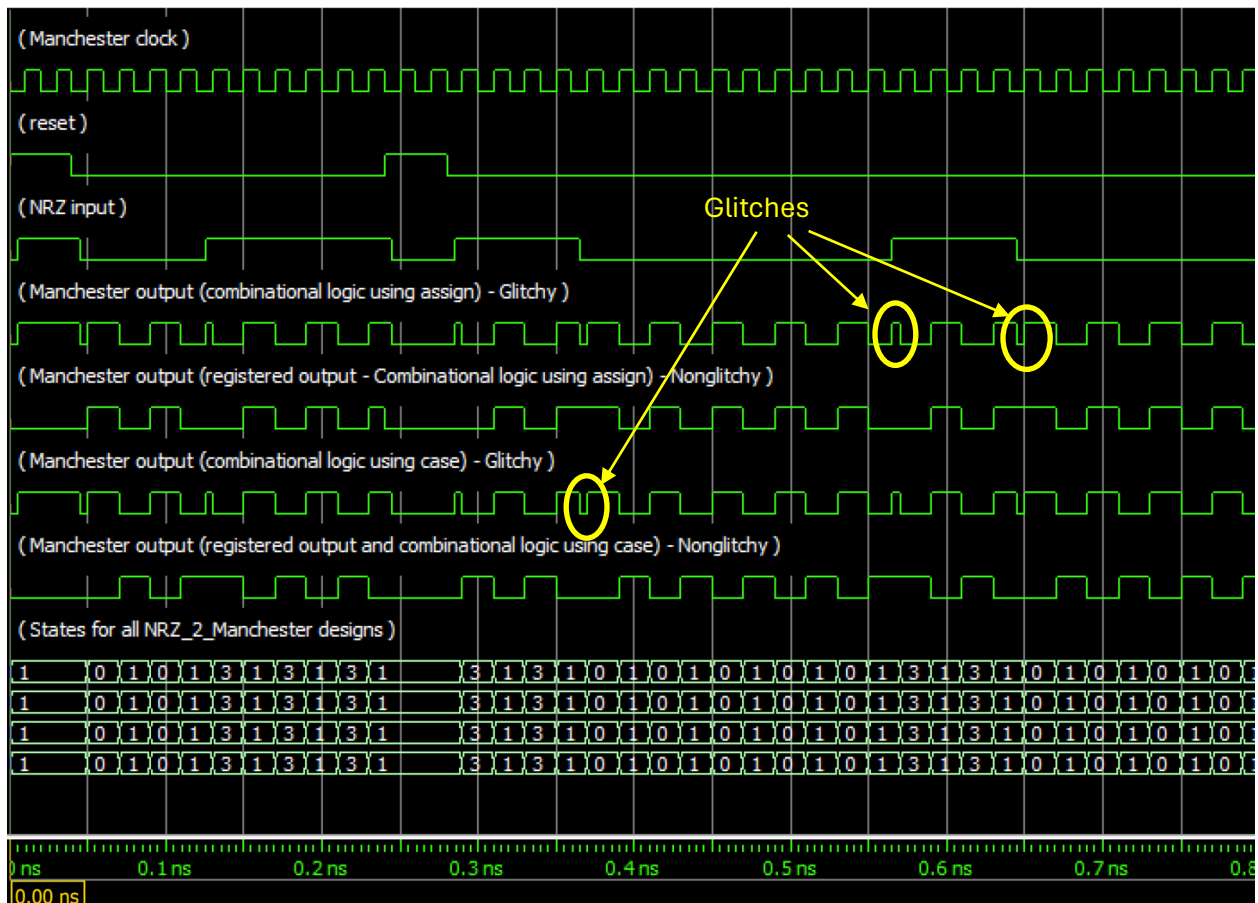 ( Manchester clock )
( reset )
( NRZ input )
Glitches
( Manchester output (combinational logic using assign) - Glitchy )
( Manchester output (registered output - Combinational logic using assign) - Nonglitchy )
( Manchester output (combinational logic using case) - Glitchy )
( Manchester output (registered output and combinational logic using case) - Nonglitchy )
( States for all NRZ_2_Manchester designs )
1 0 1 0 1 3 1 3 1 3 1 3 1 3 1 0 1 0 1 0 1 0 1 0 1 3 1 3 1 0 1 0 1 0 1 0 1
1 0 1 0 1 3 1 3 1 3 1 3 1 3 1 0 1 0 1 0 1 0 1 0 1 3 1 3 1 0 1 0 1 0 1 0 1
1 0 1 0 1 3 1 3 1 3 1 3 1 3 1 0 1 0 1 0 1 0 1 0 1 3 1 3 1 0 1 0 1 0 1 0 1
1 0 1 0 1 3 1 3 1 3 1 3 1 3 1 0 1 0 1 0 1 0 1 0 1 3 1 3 1 0 1 0 1 0 1 0 1
0 ns 0.1 ns 0.2 ns 0.3 ns 0.4 ns 0.5 ns 0.6 ns 0.7 ns 0.8
0.00 ns